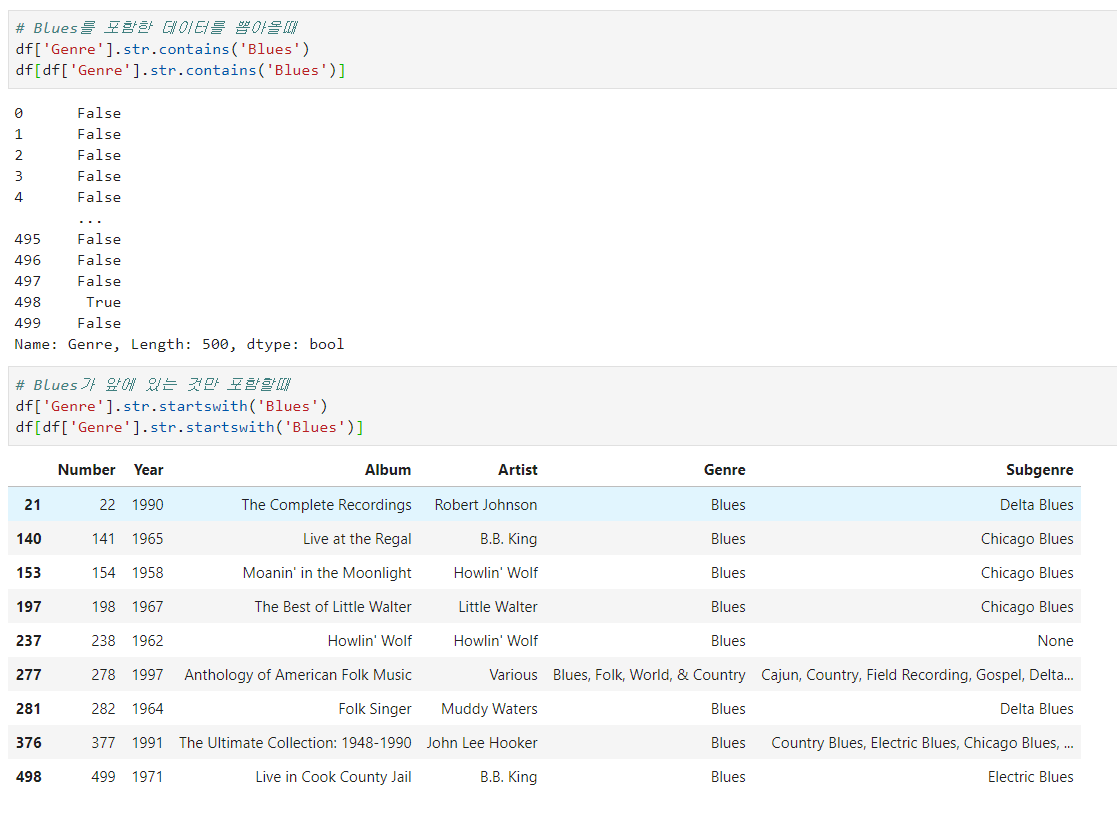 # Blues를 포함한 데이터를 뽑아올때
df['Genre'].str.contains('Blues')
df[df['Genre'].str.contains('Blues')]
0 False
1 False
2 False
3 False
4 False
...
495 False
496 False
497 False
498 True
499 False
Name: Genre, Length: 500, dtype: bool
# Blues가 앞에 있는 것만 포함할때
df['Genre'].str.startswith('Blues')
df[df['Genre'].str.startswith('Blues')]
Number Year Album Artist Genre Subgenre
21 22 1990 The Complete Recordings Robert Johnson Blues Delta Blues
140 141 1965 Live at the Regal B.B. King Blues Chicago Blues
153 154 1958 Moanin' in the Moonlight Howlin' Wolf Blues Chicago Blues
197 198 1967 The Best of Little Walter Little Walter Blues Chicago Blues
237 238 1962 Howlin' Wolf Howlin' Wolf Blues None
277 278 1997 Anthology of American Folk Music Various Blues, Folk, World, & Country Cajun, Country, Field Recording, Gospel, Delta...
281 282 1964 Folk Singer Muddy Waters Blues Delta Blues
376 377 1991 The Ultimate Collection: 1948-1990 John Lee Hooker Blues Country Blues, Electric Blues, Chicago Blues, ...
498 499 1971 Live in Cook County Jail B.B. King Blues Electric Blues